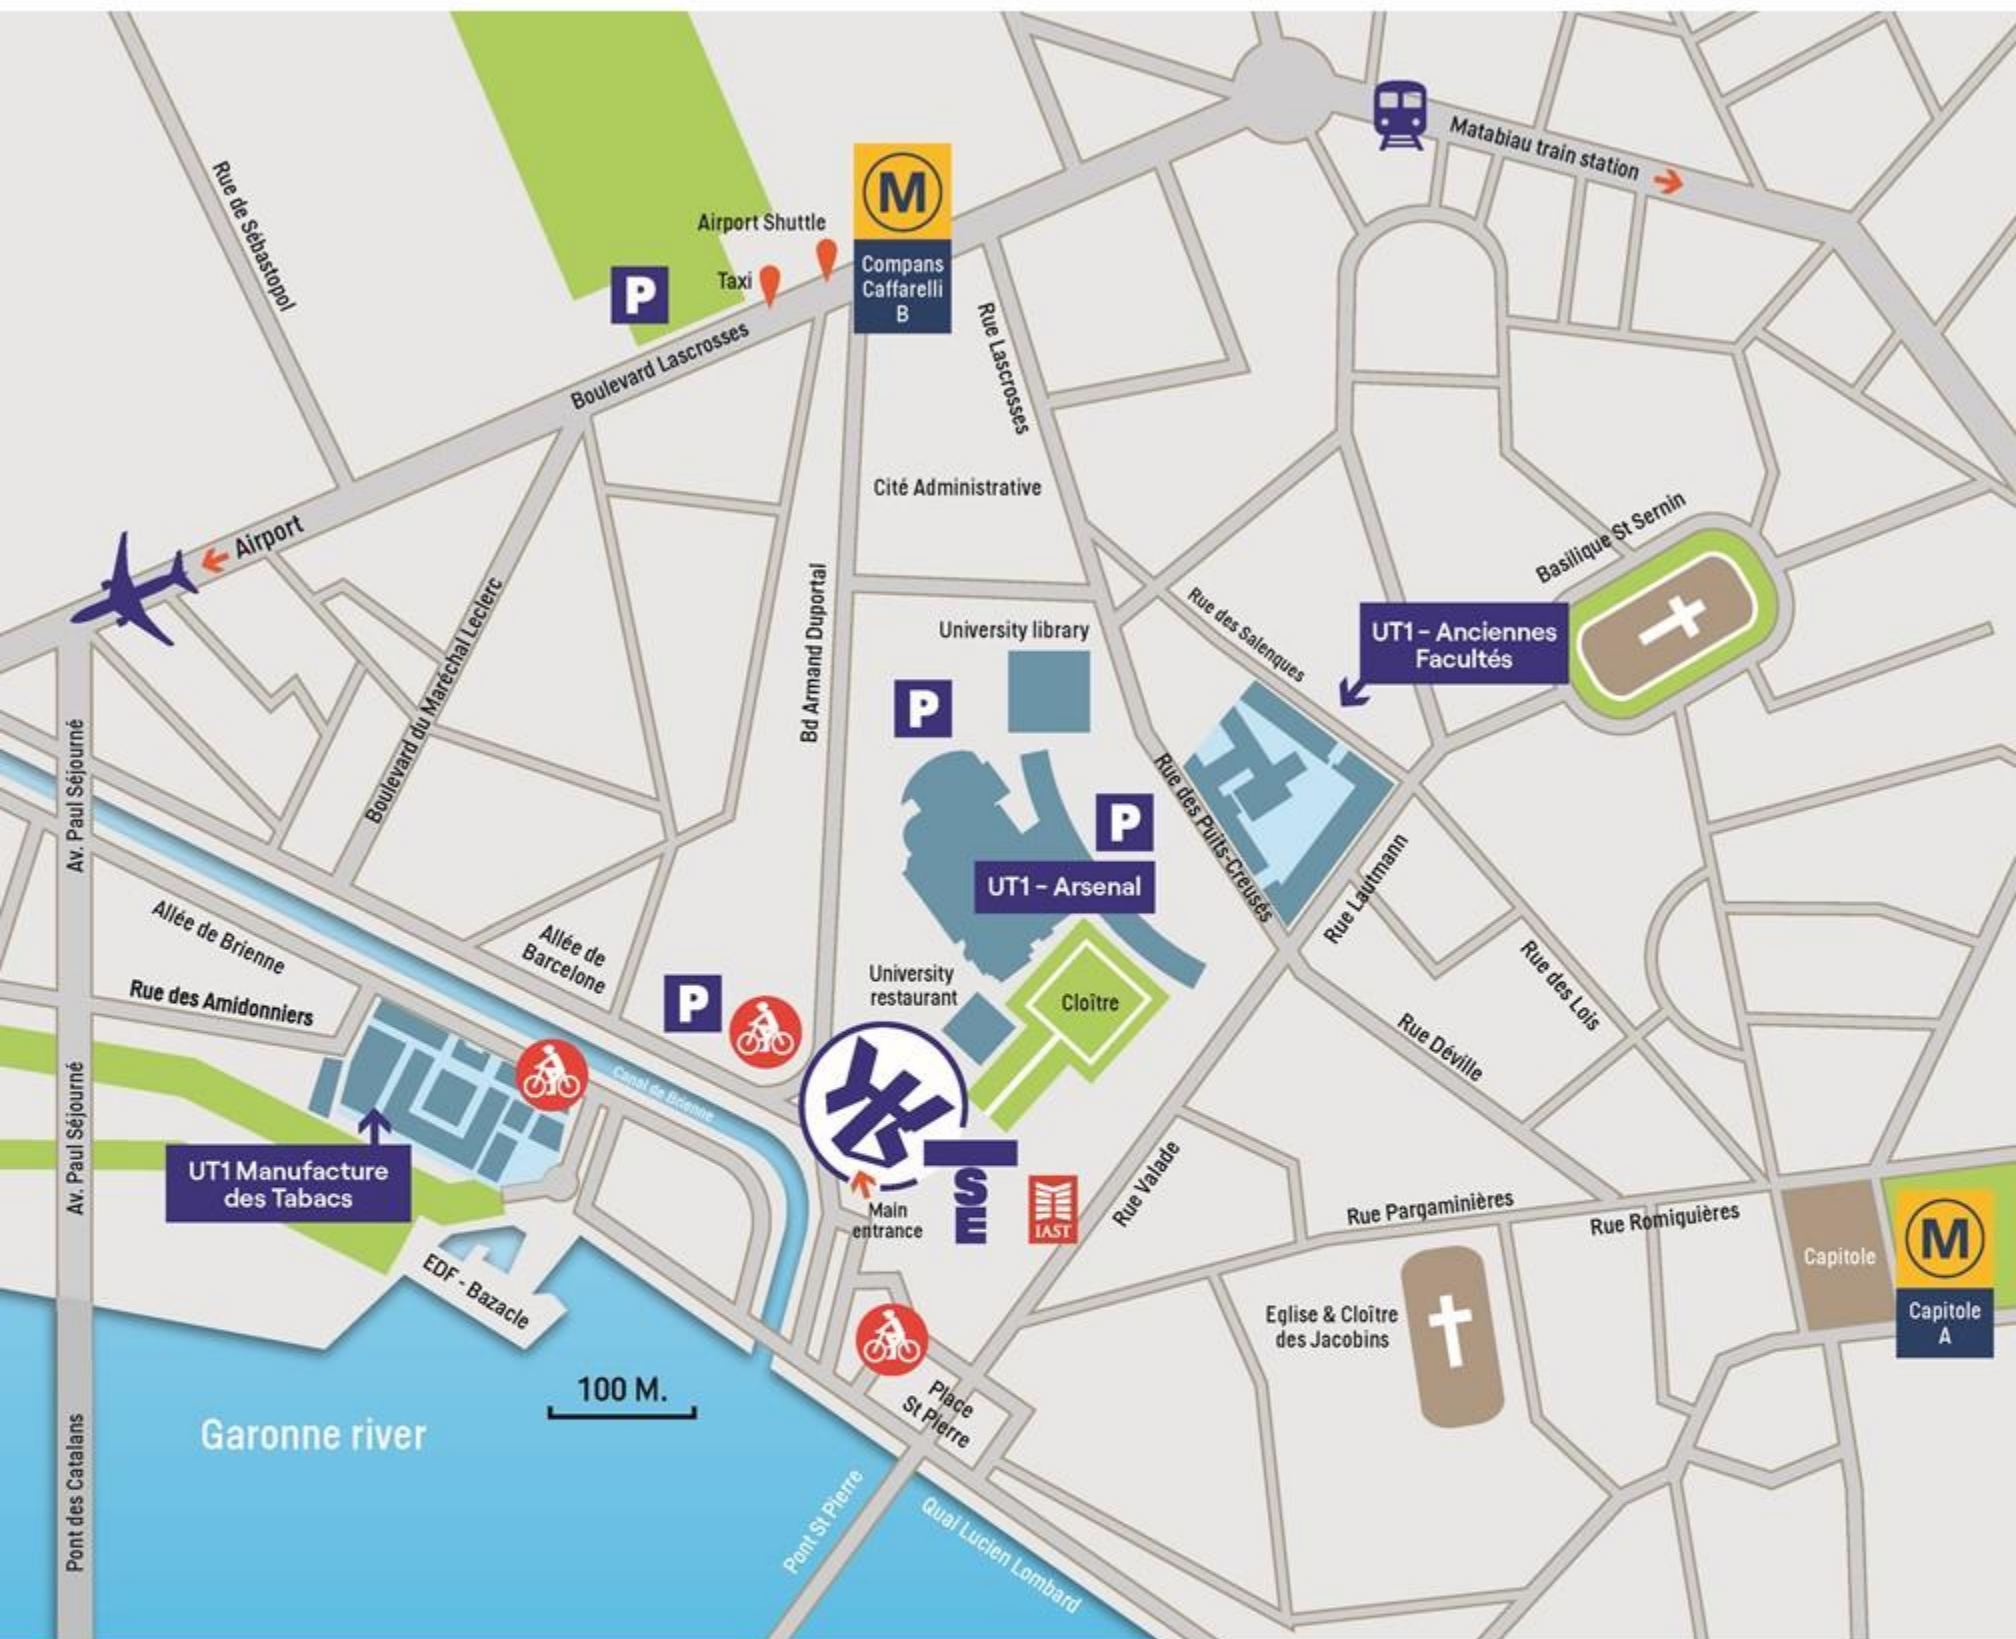 Matabiau train station
Rue de Sébastopol
M
Airport Shuttle
Compans
Caffarelli
B
Taxi
P
Boulevard Lascrosses
Rue Lascrosses
Cité Administrative
Airport
Basilique St Sernin
Boulevard du Maréchal Leclerc
Bd Armand Duportal
University library
Rue des Salenques
UT1 – Anciennes
Facultés
P
Av. Paul Séjourné
Rue des Puits-Creusés
P
UT1 – Arsenal
Rue Lautmann
Allée de Brienne
Allée de
Barcelone
Rue des Lois
University
restaurant
P
Cloître
Rue des Amidonniers
Rue Déville
Canal de Brienne
Av. Paul Séjourné
UT1 Manufacture
des Tabacs
SE
IAST
Main
entrance
Rue Valade
Rue Pargaminières
Rue Romiquières
M
Capitole
Capitole
A
EDF - Bazacle
Eglise & Cloître
des Jacobins
100 M.
Place
St Pierre
Garonne river
Pont des Catalans
Pont St Pierre
Quai Lucien Lombard